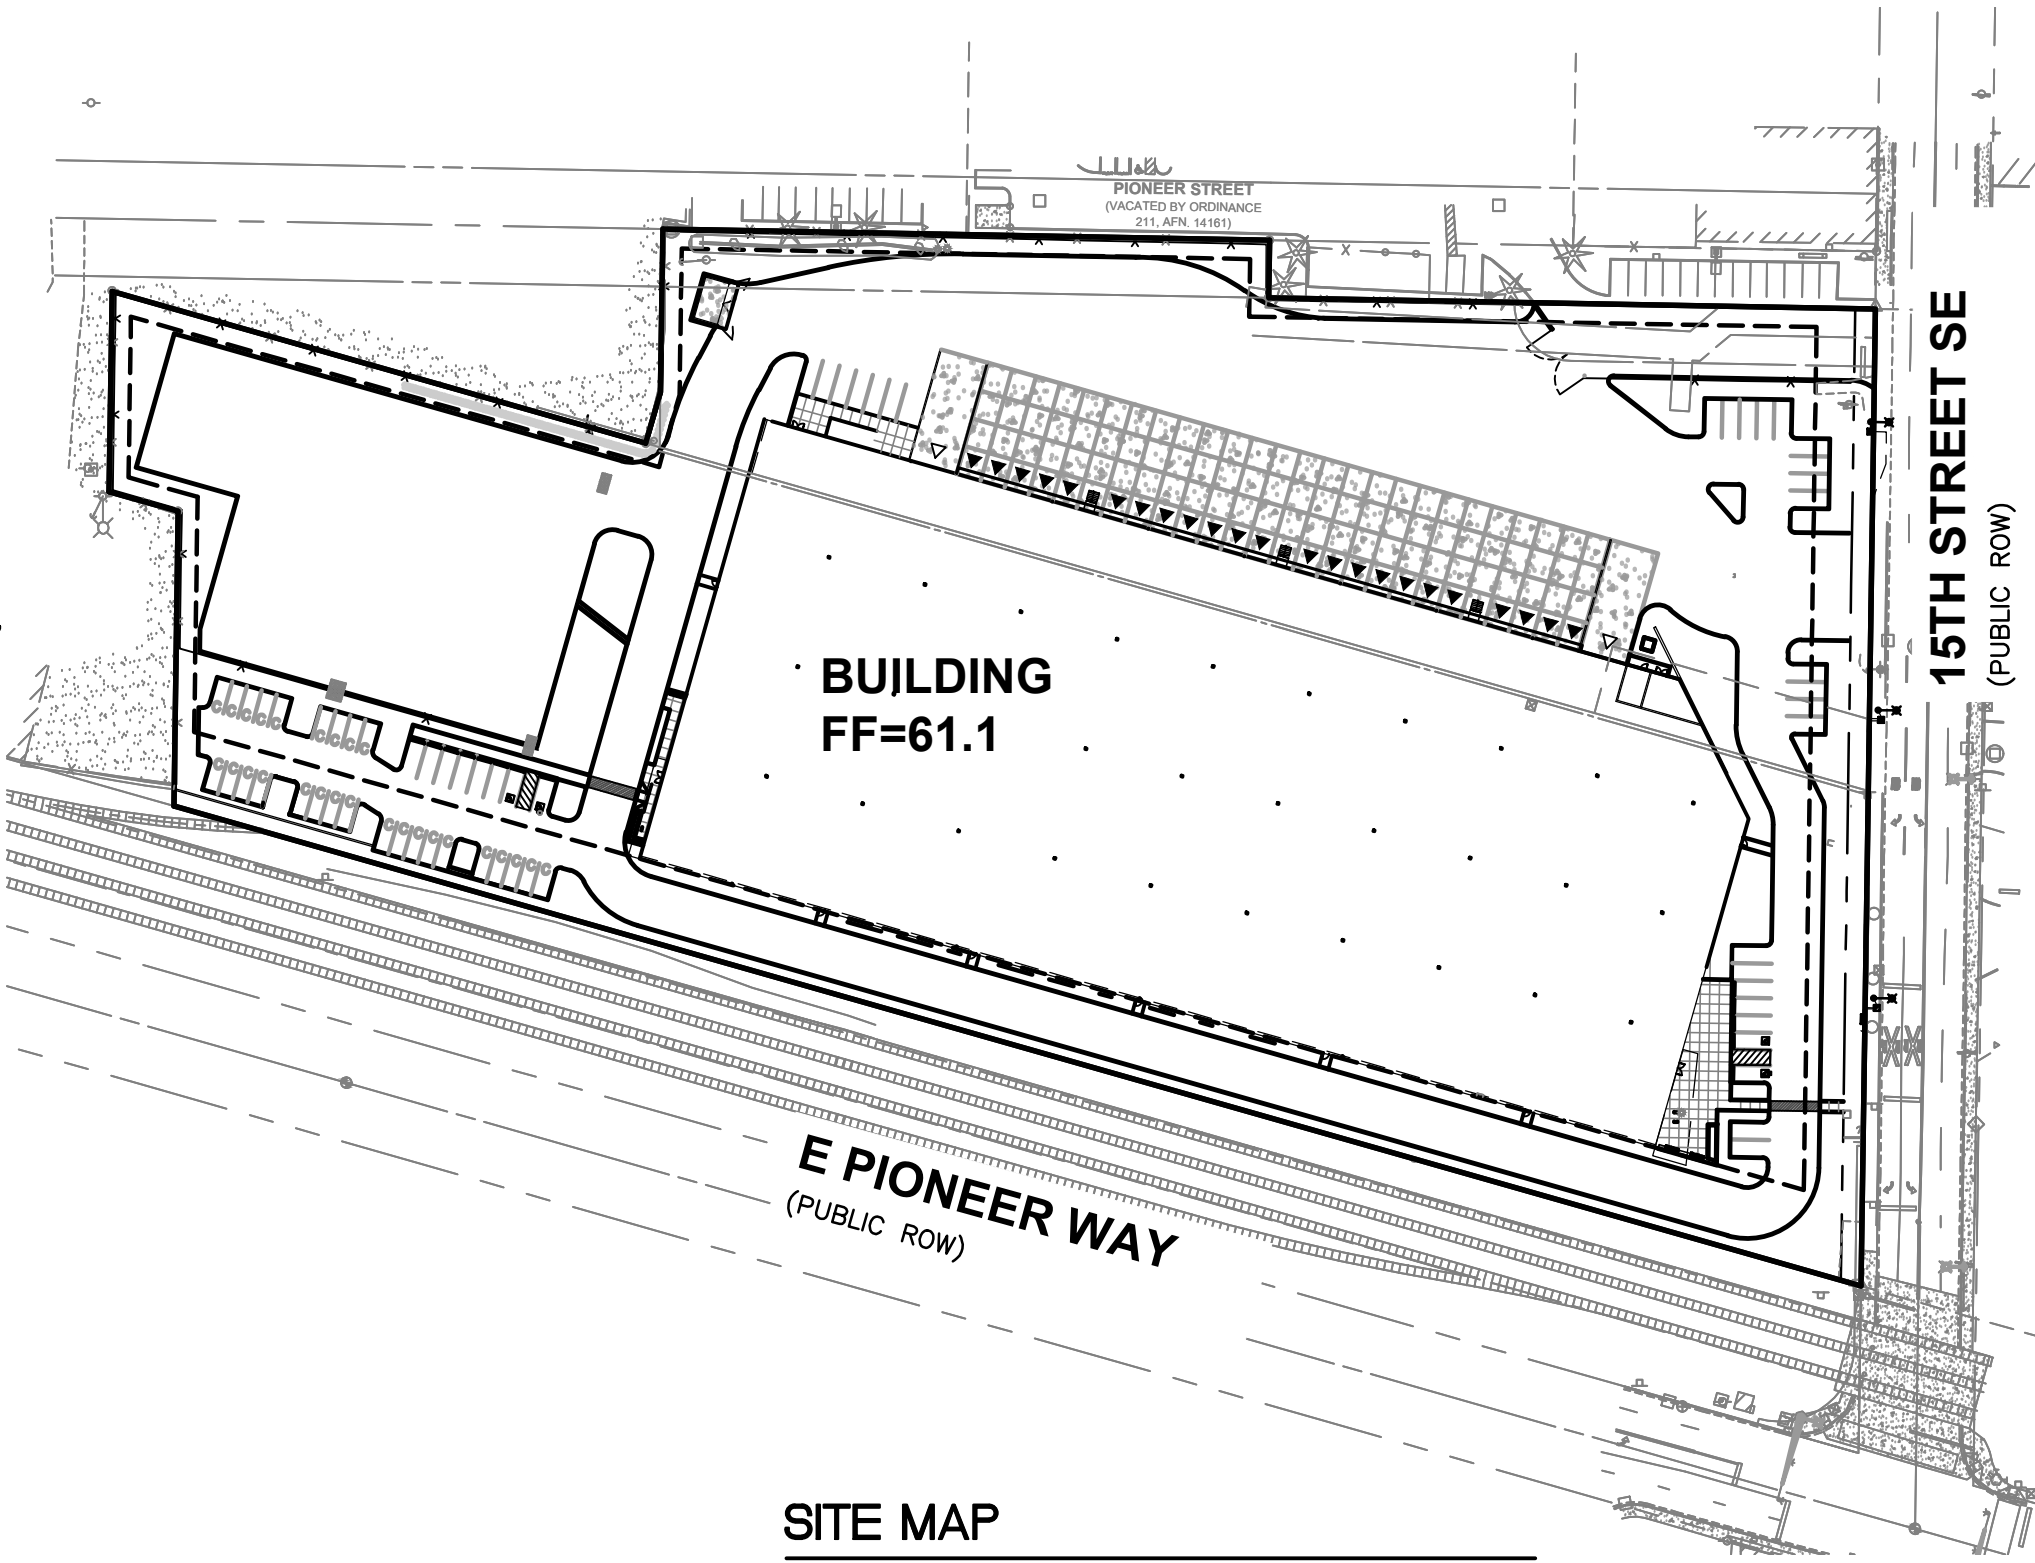 PIONEER STREET
(VACATED BY ORDINANCE
211, AFN. 14161)
15TH STREET SE
(PUBLIC ROW)
BUILDING
FF=61.1
E PIONEER WAY
(PUBLIC ROW)
SITE MAP